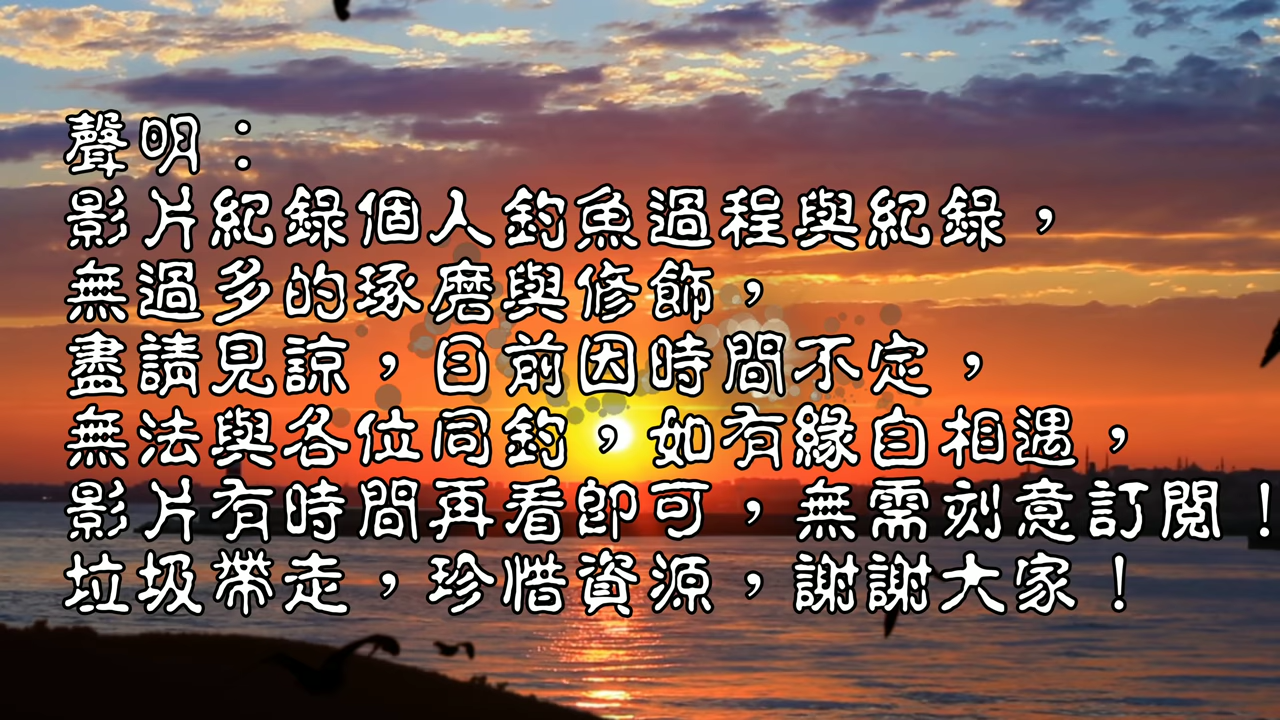 聲明：
影片紀錄個人釣魚過程與紀錄，
無過多的琢磨與修飾，
盡請見諒，目前因時間不定，
無法與各位同釣，如有緣自相遇，
影片有時間再看即可，無需刻意訂閱！
垃圾帶走，珍惜資源，謝謝大家！